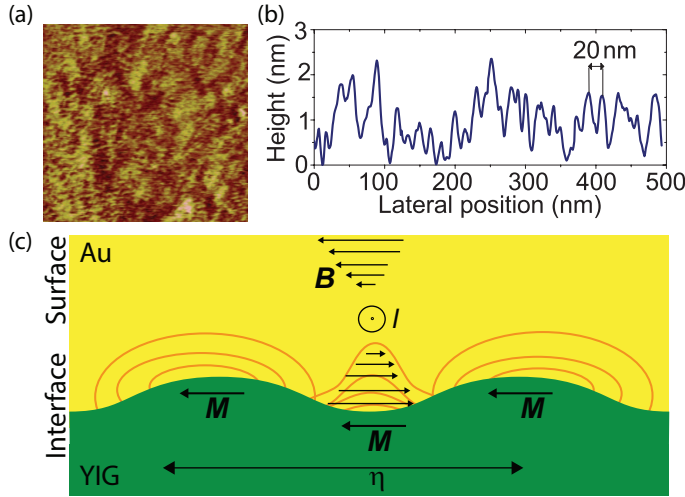 (a)
(b)
3
2
1
0
Height (nm)
20 nm
0
100
200
300
400
500
Lateral position (nm)
(c)
Surface
Interface
Au
B
I
M
M
M
η
YIG